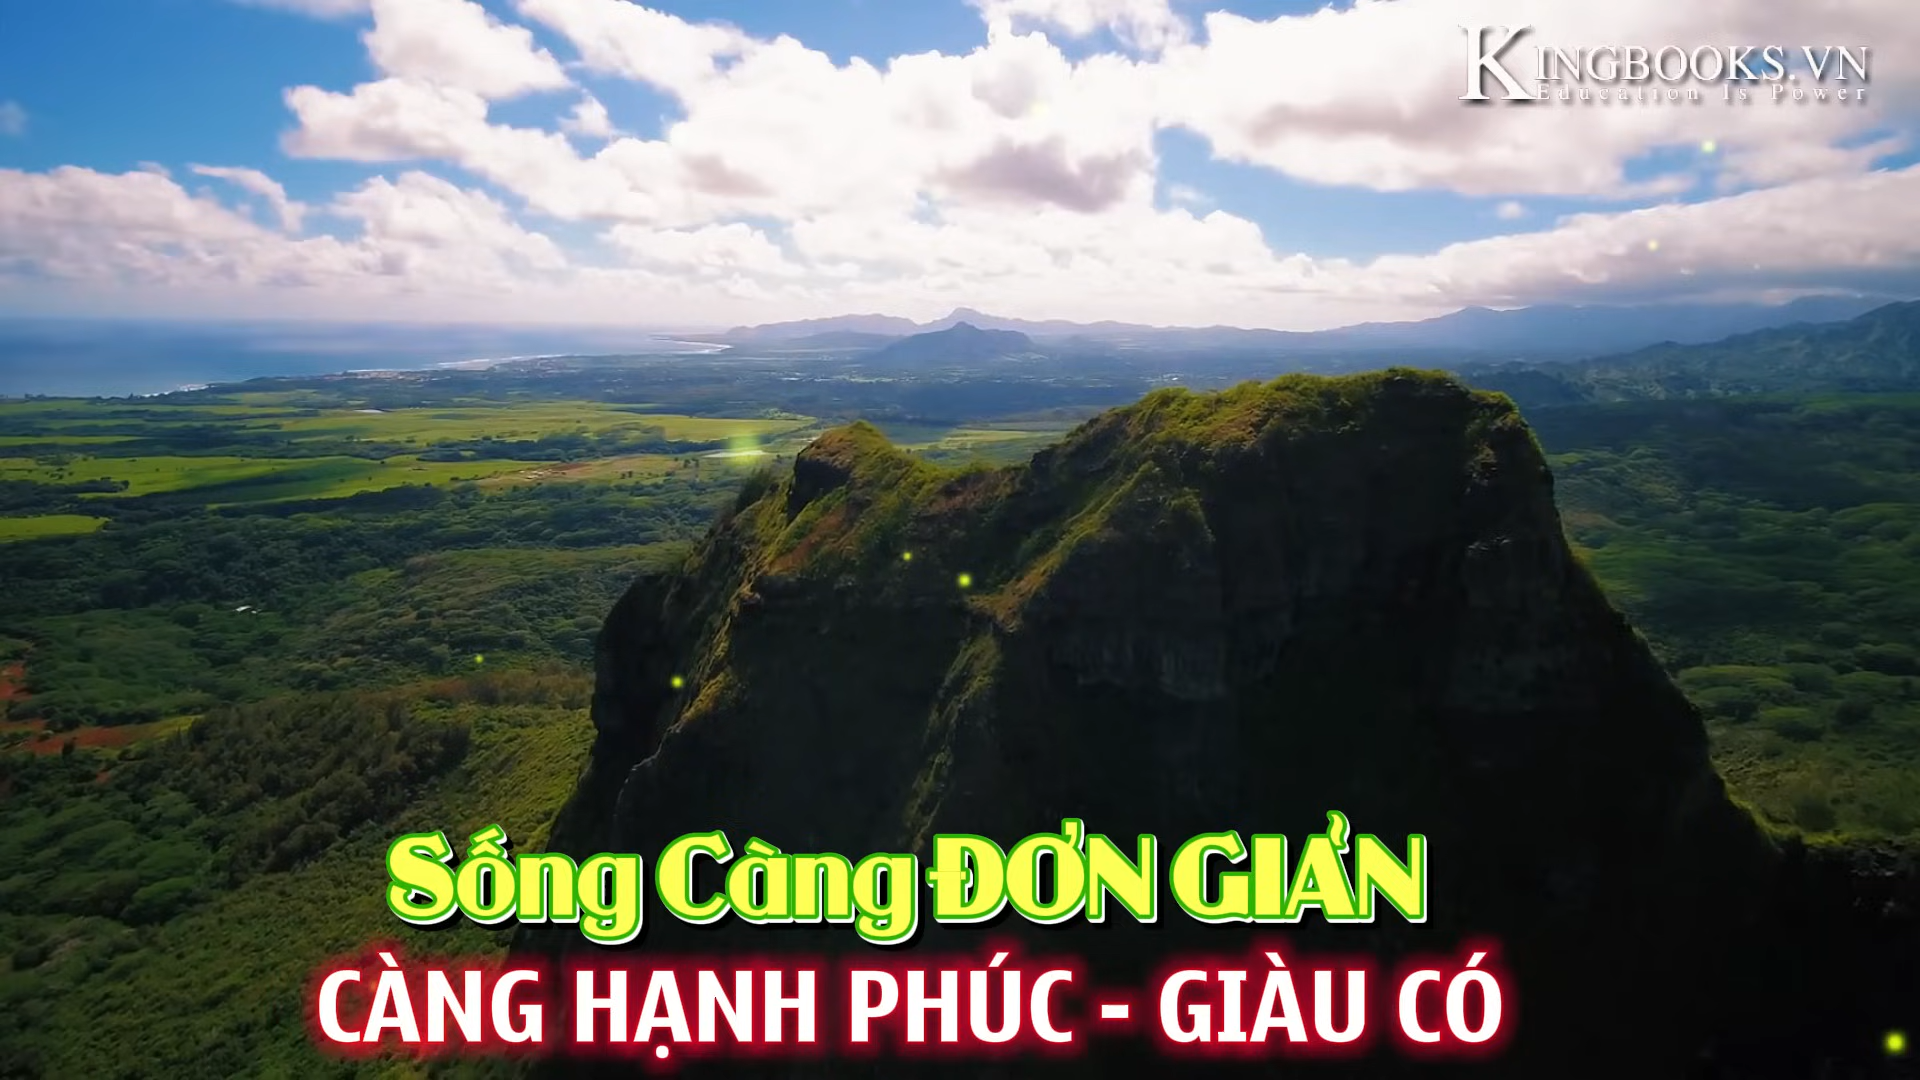 KINGBOOKS.VN
Education Is Power
Sống Càng ĐƠN GIẢN
CÀNG HẠNH PHÚC - GIÀU CÓ